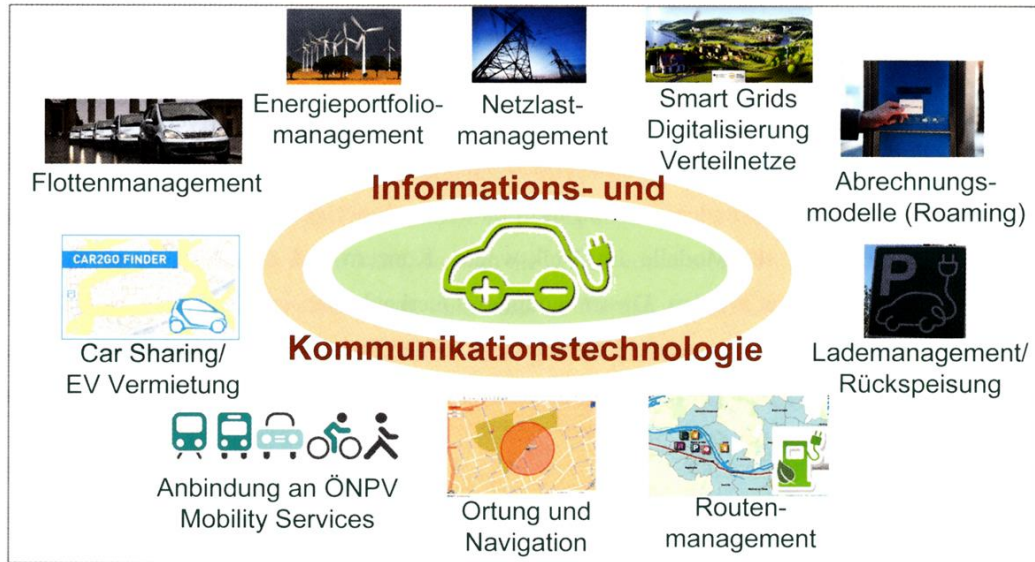 Energieportfolio-
management
Netzlast-
management
Smart Grids
Digitalisierung
Verteilnetze
Flottenmanagement
Abrechnungs-
modelle (Roaming)
Informations- und
Kommunikationstechnologie
CAR2GO FINDER
Car Sharing/
EV Vermietung
P
Lademanagement/
Rückspeisung
Anbindung an ÖNPV
Mobility Services
Ortung und
Navigation
Routen-
management